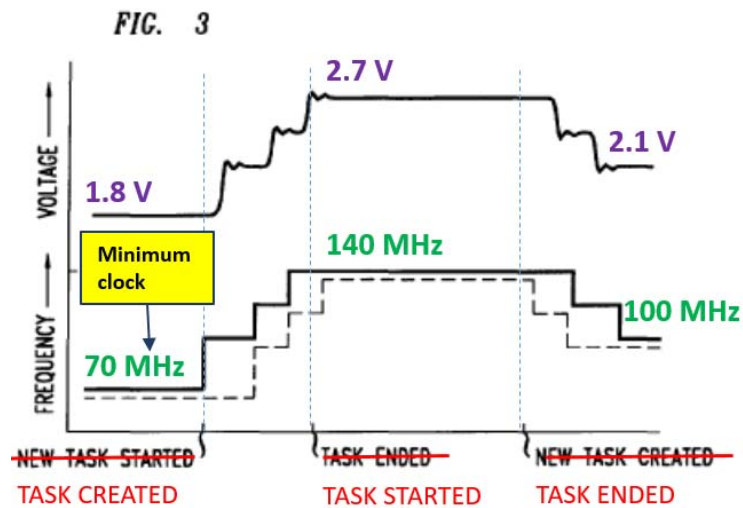 FIG. 3
2.7 V
2.1 V
1.8 V
VOLTAGE
Minimum
clock
140 MHz
100 MHz
70 MHz
FREQUENCY
NEW TASK STARTED
TASK ENDED
NEW TASK CREATED
TASK CREATED
TASK STARTED
TASK ENDED